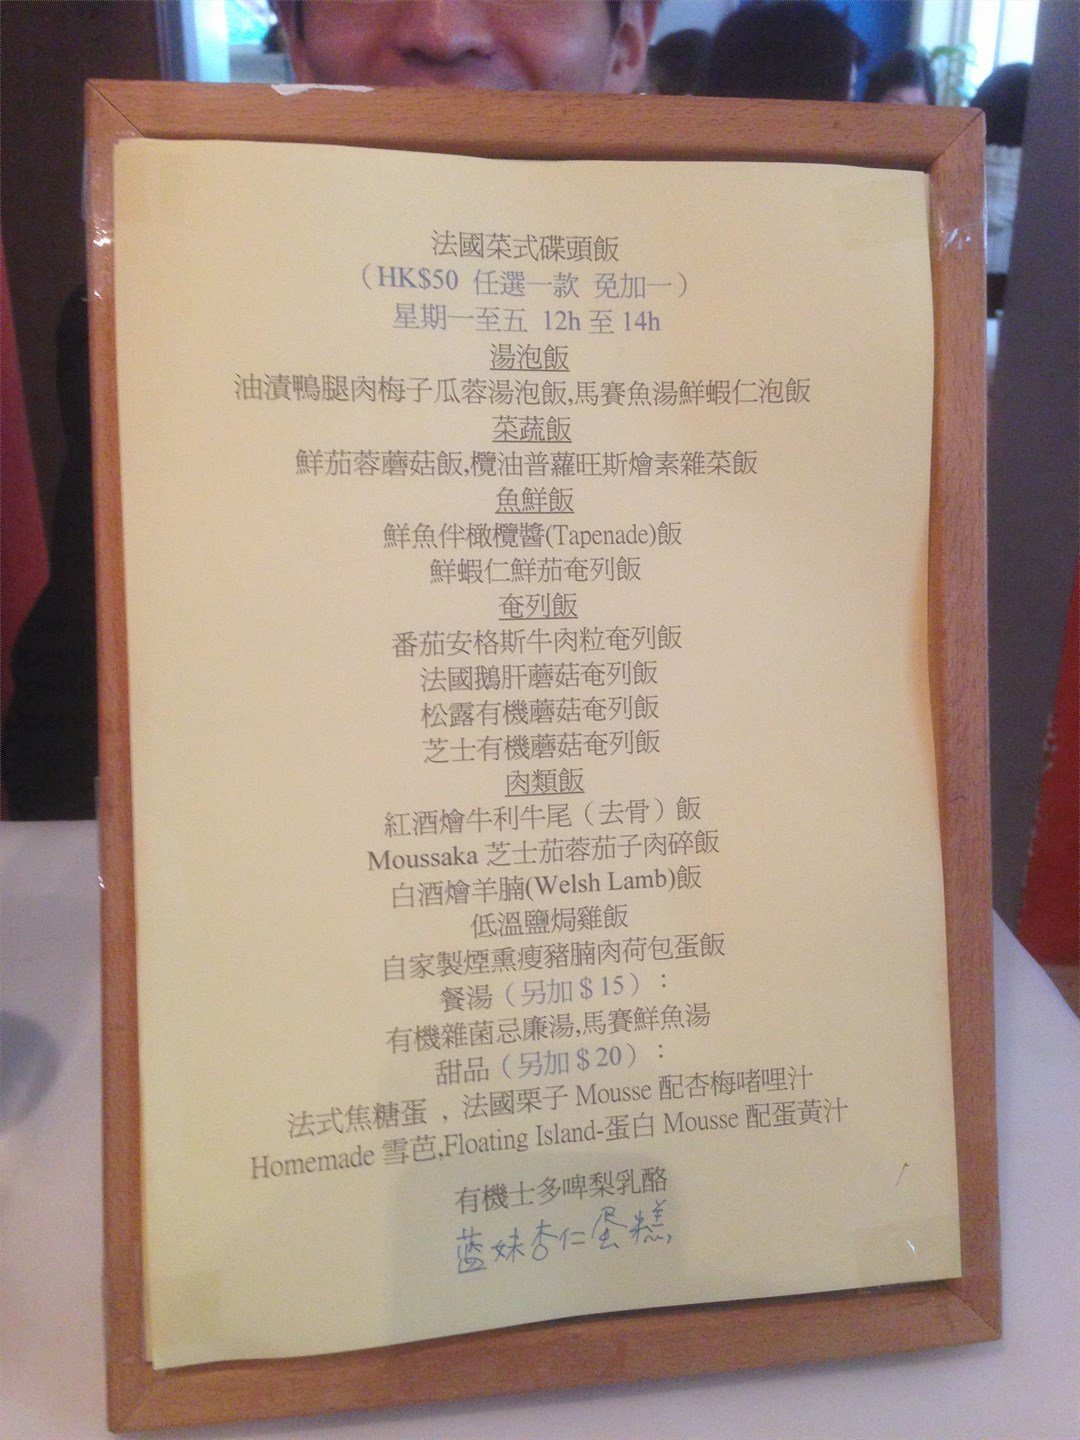 法國菜式碟頭飯
（HK$50 任選一款 免加一）
星期一至五 12h 至 14h
湯泡飯
油漬鴨腿肉梅子瓜蓉湯泡飯,馬賽魚湯鮮蝦仁泡飯
菜蔬飯
鮮茄蓉蘑菇飯,欖油普蘿旺斯燴素雜菜飯
魚鮮飯
鮮魚伴橄欖醬(Tapenade)飯
鮮蝦仁鮮茄奄列飯
奄列飯
番茄安格斯牛肉粒奄列飯
法國鵝肝蘑菇奄列飯
松露有機蘑菇奄列飯
芝士有機蘑菇奄列飯
肉類飯
紅酒燴牛利牛尾（去骨）飯
Moussaka 芝士茄蓉茄子肉碎飯
白酒燴羊腩(Welsh Lamb)飯
低溫鹽焗雞飯
自家製煙熏瘦豬腩肉荷包蛋飯
餐湯（另加＄15）：
有機雜菌忌廉湯,馬賽鮮魚湯
甜品（另加＄20）：
法式焦糖蛋﹐法國栗子 Mousse 配杏梅啫哩汁
Homemade 雪芭,Floating Island-蛋白 Mousse 配蛋黃汁
有機士多啤梨乳酪
藍妹杏仁蛋糕,